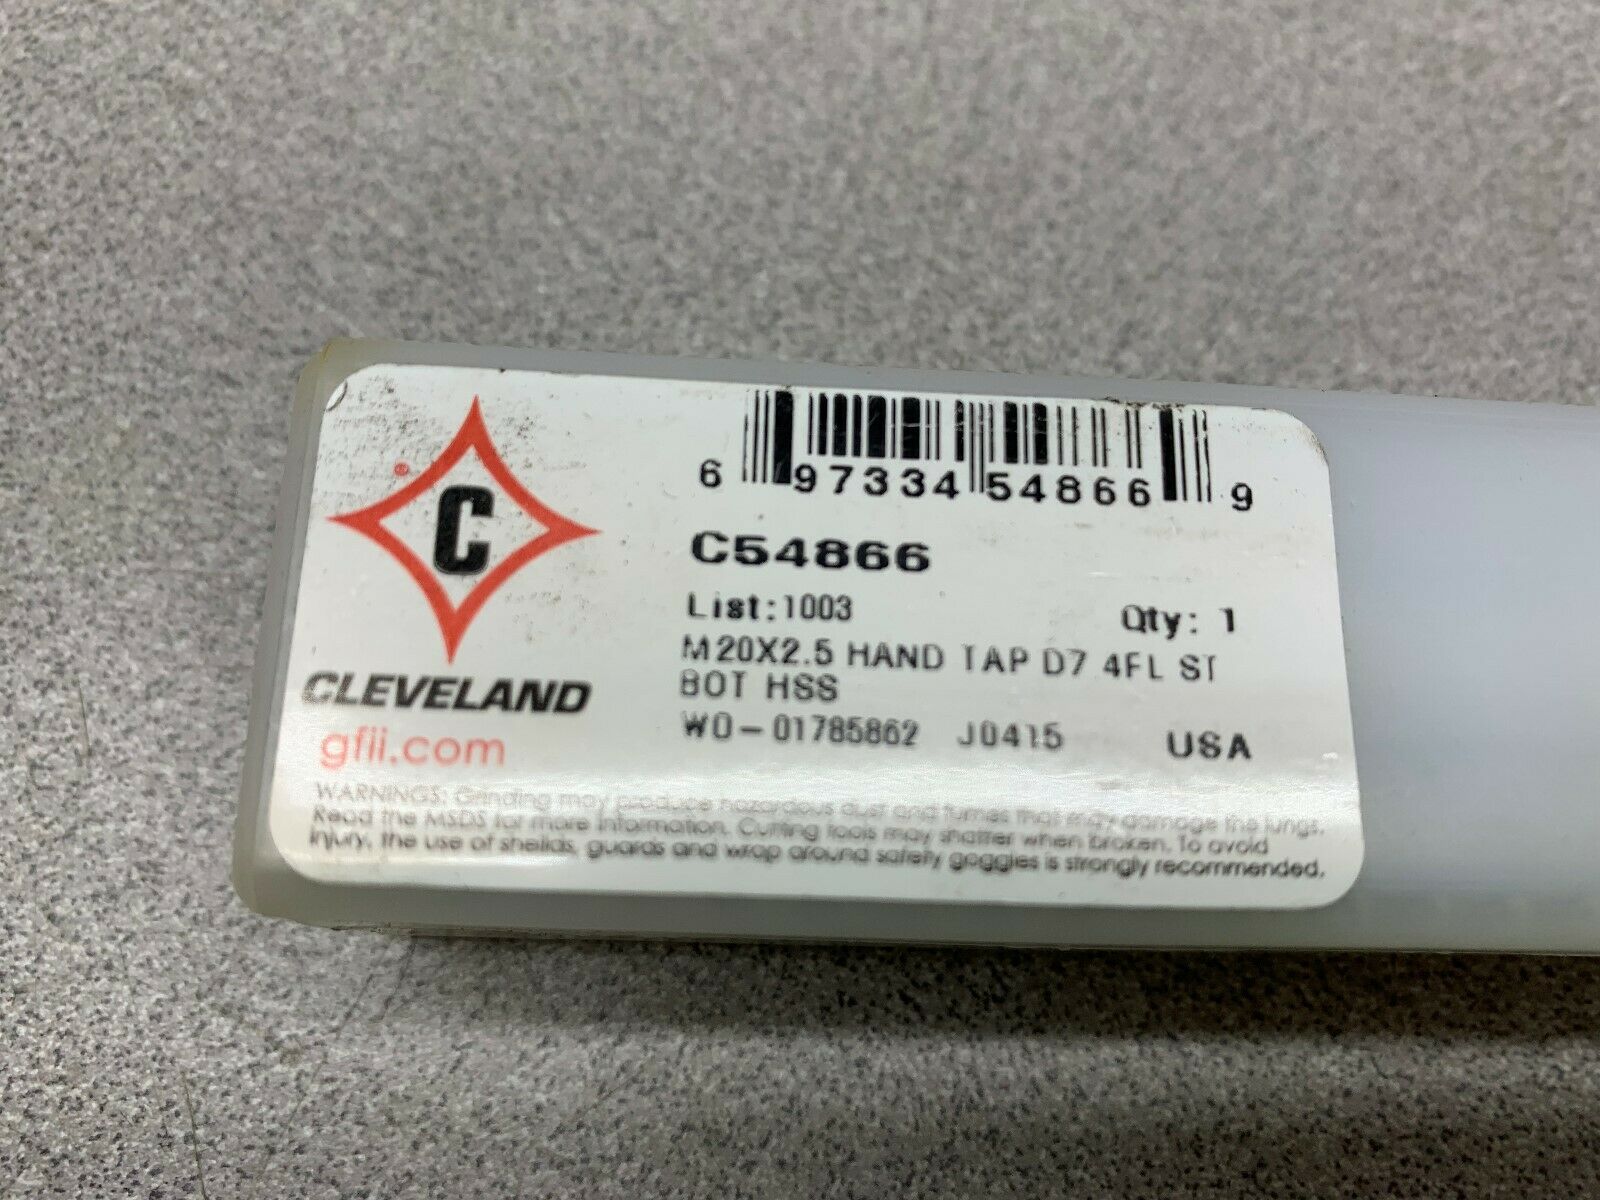 6 97334 54866 9
C54866
List:1003 Qty: 1
M20X2.5 HAND TAP D7 4FL ST
BOT HSS
WO-01785862 J0415 USA
®
C
CLEVELAND
gfii.com
WARNINGS: Grinding may produce hazardous dust and fumes that may damage the lungs.
Read the MSDS for more information. Cutting tools may shatter when broken. To avoid
injury, the use of sheilds, guards and wrap around safety goggles is strongly recommended.